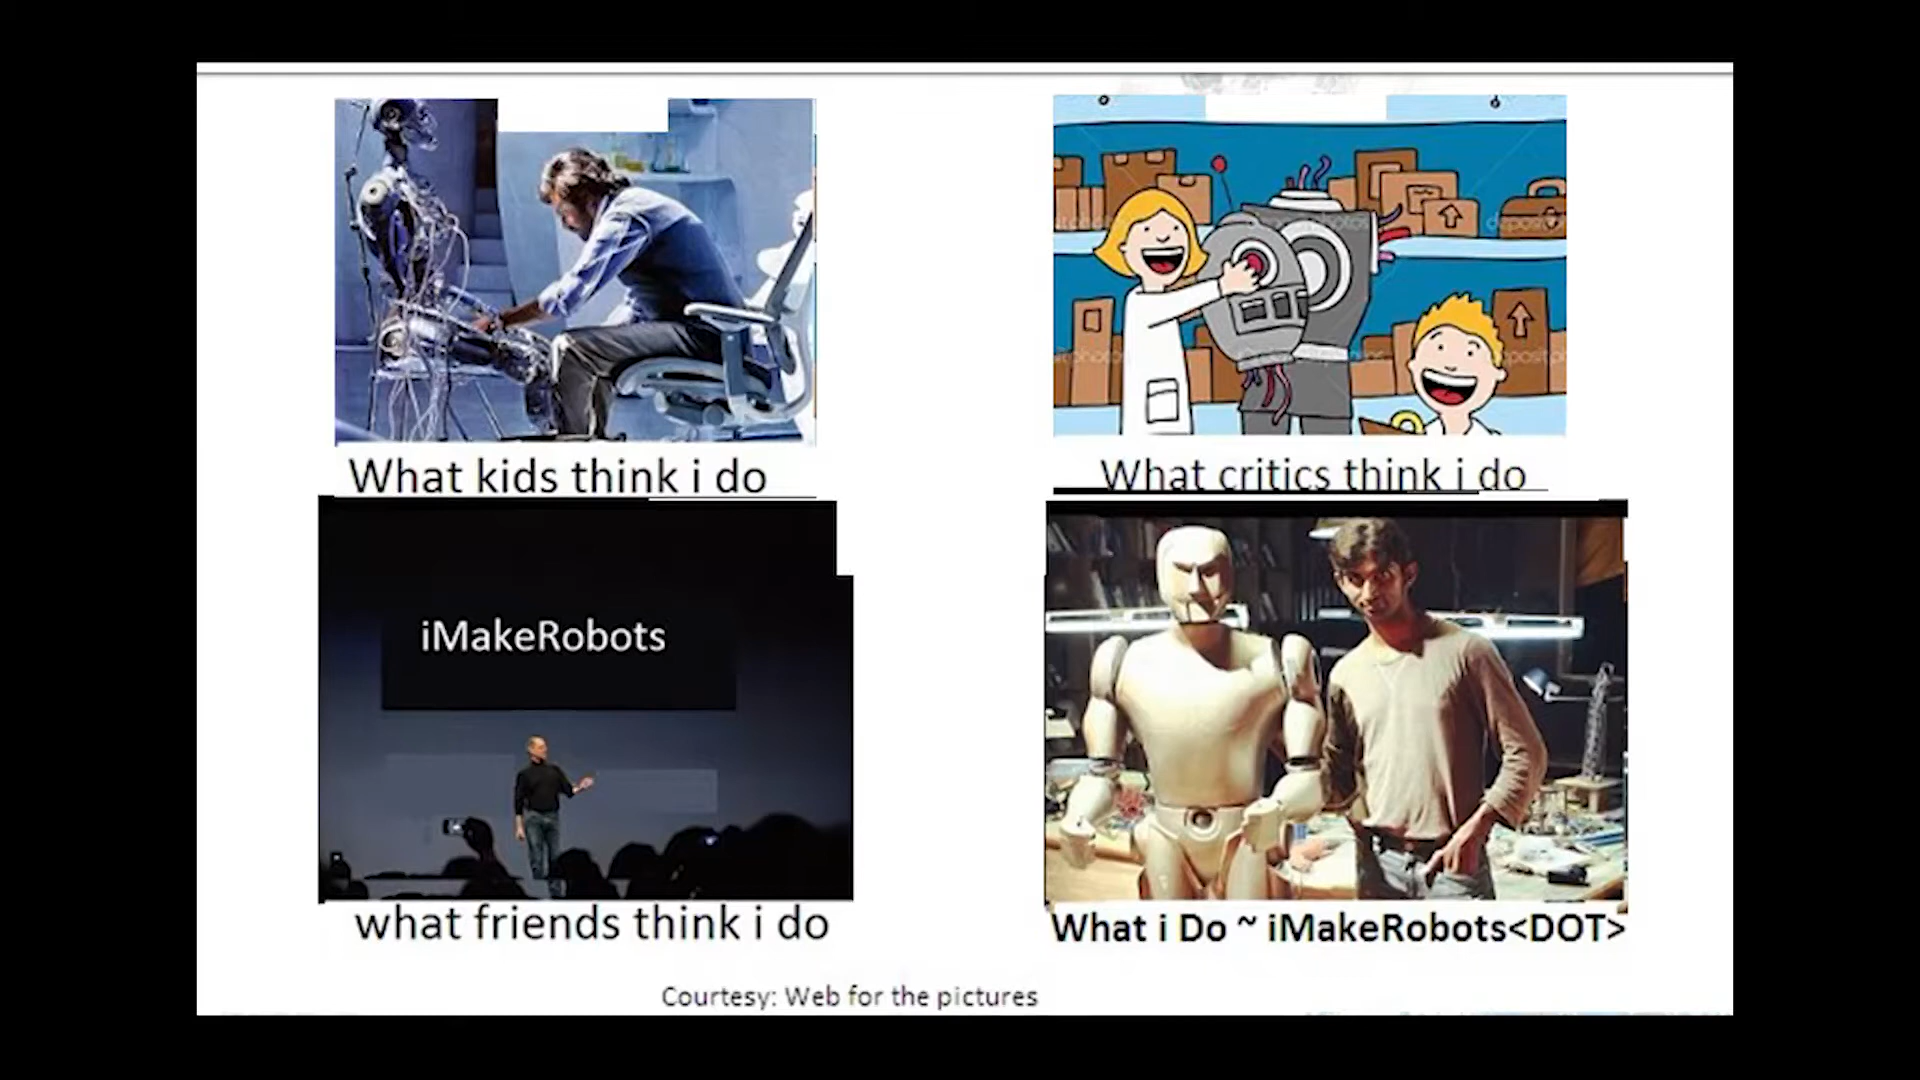 What kids think i do
What critics think i do
iMakeRobots
what friends think i do
What i Do ~ iMakeRobots<DOT>
Courtesy: Web for the pictures